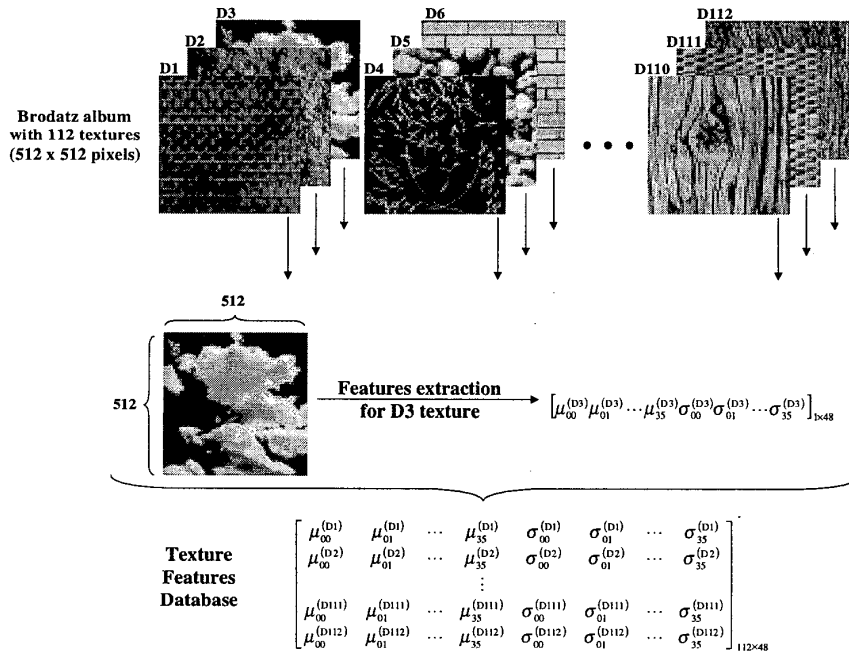 D3
D2
D1
D6
D5
D4
D112
D111
D110
Brodatz album
with 112 textures
(512 x 512 pixels)
• • •
512
512
Features extraction
for D3 texture
[μ₀₀⁽ᴰ³⁾ μ₀₁⁽ᴰ³⁾ ⋯ μ₃₅⁽ᴰ³⁾ σ₀₀⁽ᴰ³⁾ σ₀₁⁽ᴰ³⁾ ⋯ σ₃₅⁽ᴰ³⁾]₁ₓ₄₈
Texture
Features
Database
μ₀₀⁽ᴰ¹⁾ μ₀₁⁽ᴰ¹⁾ ⋯ μ₃₅⁽ᴰ¹⁾ σ₀₀⁽ᴰ¹⁾ σ₀₁⁽ᴰ¹⁾ ⋯ σ₃₅⁽ᴰ¹⁾
μ₀₀⁽ᴰ²⁾ μ₀₁⁽ᴰ²⁾ ⋯ μ₃₅⁽ᴰ²⁾ σ₀₀⁽ᴰ²⁾ σ₀₁⁽ᴰ²⁾ ⋯ σ₃₅⁽ᴰ²⁾
⋮
μ₀₀⁽ᴰ¹¹¹⁾ μ₀₁⁽ᴰ¹¹¹⁾ ⋯ μ₃₅⁽ᴰ¹¹¹⁾ σ₀₀⁽ᴰ¹¹¹⁾ σ₀₁⁽ᴰ¹¹¹⁾ ⋯ σ₃₅⁽ᴰ¹¹¹⁾
μ₀₀⁽ᴰ¹¹²⁾ μ₀₁⁽ᴰ¹¹²⁾ ⋯ μ₃₅⁽ᴰ¹¹²⁾ σ₀₀⁽ᴰ¹¹²⁾ σ₀₁⁽ᴰ¹¹²⁾ ⋯ σ₃₅⁽ᴰ¹¹²⁾
112×48